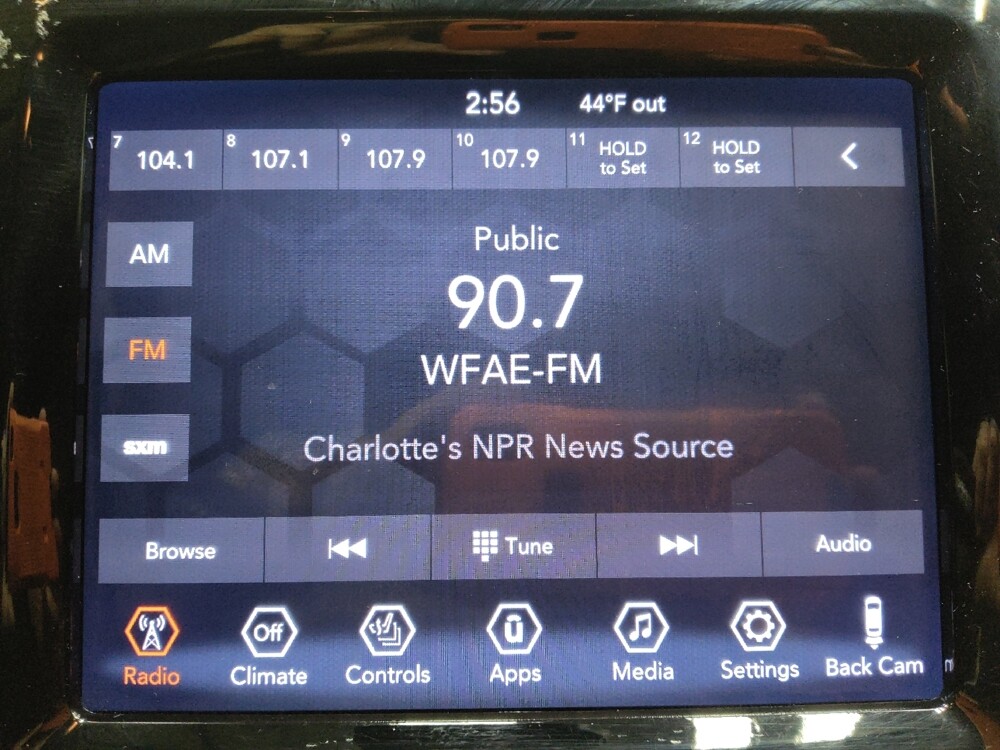 2:56 44°F out
7 104.1 8 107.1 9 107.9 10 107.9 11 HOLD to Set 12 HOLD to Set
Public
AM
90.7
FM
WFAE-FM
sxm
Charlotte's NPR News Source
Browse Tune Audio
Off
ū
Radio Climate Controls Apps Media Settings Back Cam